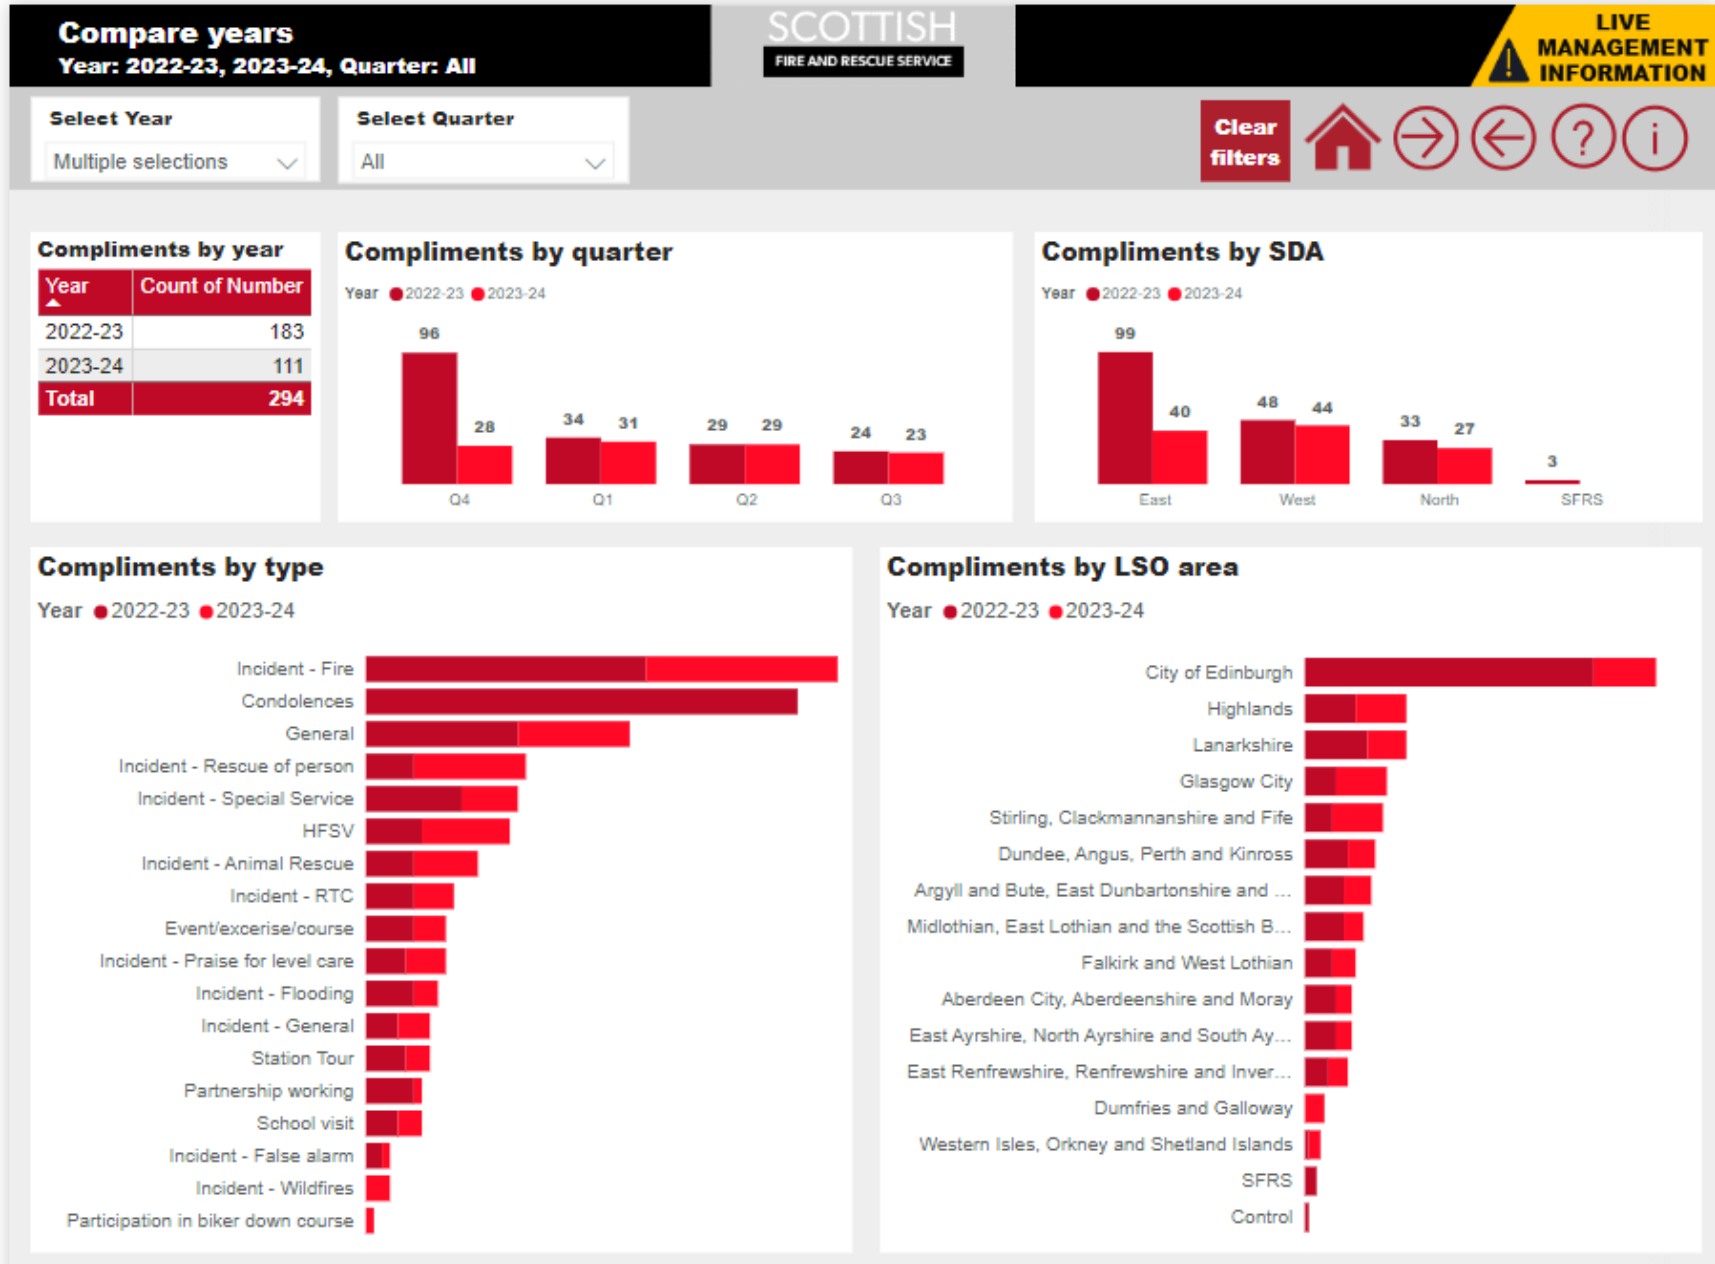 Compare years
Year: 2022-23, 2023-24, Quarter: All
SCOTTISH
FIRE AND RESCUE SERVICE
LIVE
MANAGEMENT
INFORMATION
Select Year
Multiple selections
Select Quarter
All
Clear
filters
?
i
Compliments by year
Year Count of Number
2022-23 183
2023-24 111
Total 294
Compliments by quarter
Year 2022-23 2023-24
96
28
34
31
29
29
24
23
Q4 Q1 Q2 Q3
Compliments by SDA
Year 2022-23 2023-24
99
40
48
44
33
27
3
East West North SFRS
Compliments by type
Year 2022-23 2023-24
Incident - Fire
Condolences
General
Incident - Rescue of person
Incident - Special Service
HFSV
Incident - Animal Rescue
Incident - RTC
Event/excerise/course
Incident - Praise for level care
Incident - Flooding
Incident - General
Station Tour
Partnership working
School visit
Incident - False alarm
Incident - Wildfires
Participation in biker down course
Compliments by LSO area
Year 2022-23 2023-24
City of Edinburgh
Highlands
Lanarkshire
Glasgow City
Stirling, Clackmannanshire and Fife
Dundee, Angus, Perth and Kinross
Argyll and Bute, East Dunbartonshire and ...
Midlothian, East Lothian and the Scottish B...
Falkirk and West Lothian
Aberdeen City, Aberdeenshire and Moray
East Ayrshire, North Ayrshire and South Ay...
East Renfrewshire, Renfrewshire and Inver...
Dumfries and Galloway
Western Isles, Orkney and Shetland Islands
SFRS
Control